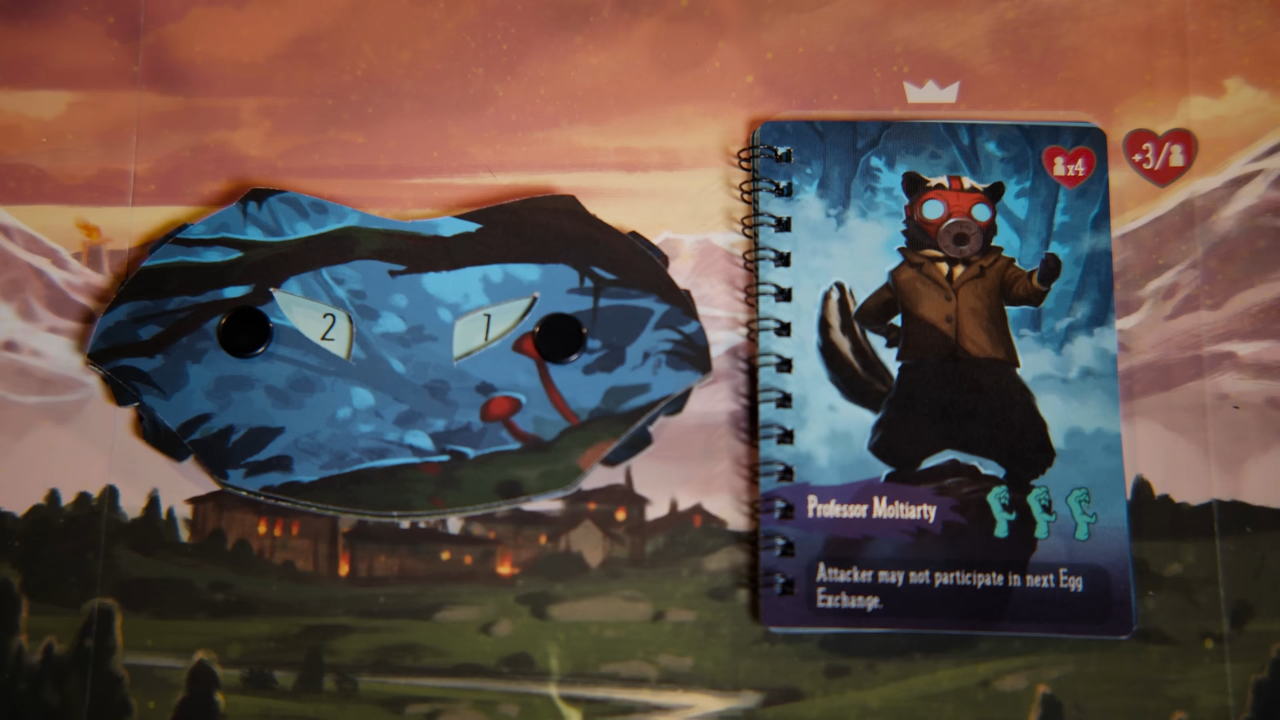 x4
+3/
2
1
Professor Moltiarty
Attacker may not participate in next Egg
Exchange.